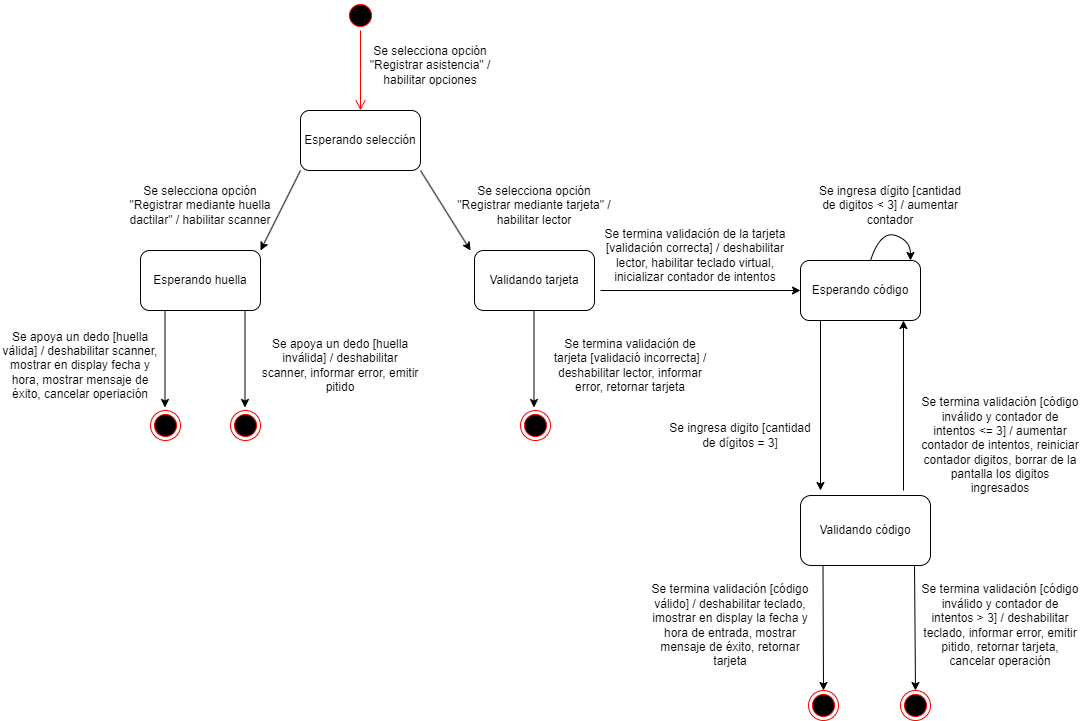 Se selecciona opción
"Registrar asistencia" /
habilitar opciones
Esperando selección
Se selecciona opción
"Registrar mediante huella
dactilar" / habilitar scanner
Se selecciona opción
"Registrar mediante tarjeta" /
habilitar lector
Se ingresa dígito [cantidad
de digitos < 3] / aumentar
contador
Se termina validación de la tarjeta
[validación correcta] / deshabilitar
lector, habilitar teclado virtual,
inicializar contador de intentos
Esperando huella
Validando tarjeta
Esperando código
Se apoya un dedo [huella
válida] / deshabilitar scanner,
mostrar en display fecha y
hora, mostrar mensaje de
éxito, cancelar operiación
Se apoya un dedo [huella
inválida] / deshabilitar
scanner, informar error, emitir
pitido
Se termina validación de
tarjeta [validació incorrecta] /
deshabilitar lector, informar
error, retornar tarjeta
Se ingresa digito [cantidad
de dígitos = 3]
Se termina validación [código
inválido y contador de
intentos <= 3] / aumentar
contador de intentos, reiniciar
contador digitos, borrar de la
pantalla los digitos
ingresados
Validando código
Se termina validación [código
válido] / deshabilitar teclado,
imostrar en display la fecha y
hora de entrada, mostrar
mensaje de éxito, retornar
tarjeta
Se termina validación [código
inválido y contador de
intentos > 3] / deshabilitar
teclado, informar error, emitir
pitido, retornar tarjeta,
cancelar operación